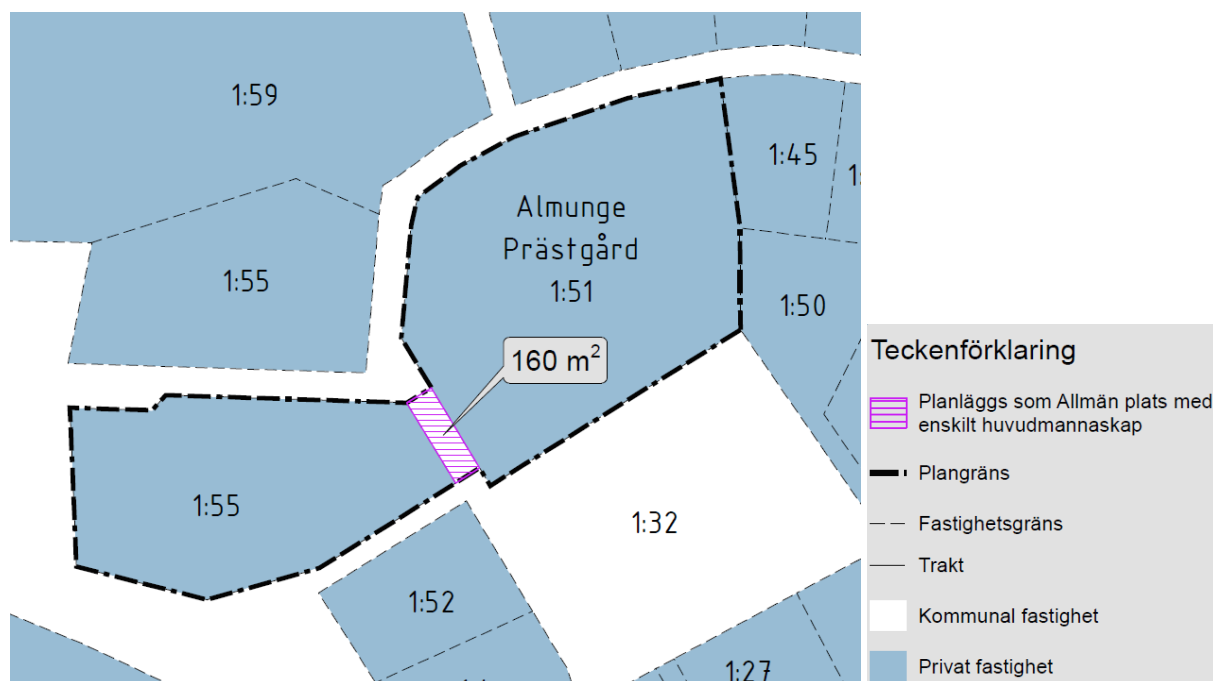 1:59
1:45
1:
Almunge
Prästgård
1:51
1:55
1:50
160 m²
1:55
1:32
1:52
1:27
Teckenförklaring
Planläggs som Allmän plats med
enskilt huvudmannaskap
Plangräns
Fastighetsgräns
Trakt
Kommunal fastighet
Privat fastighet